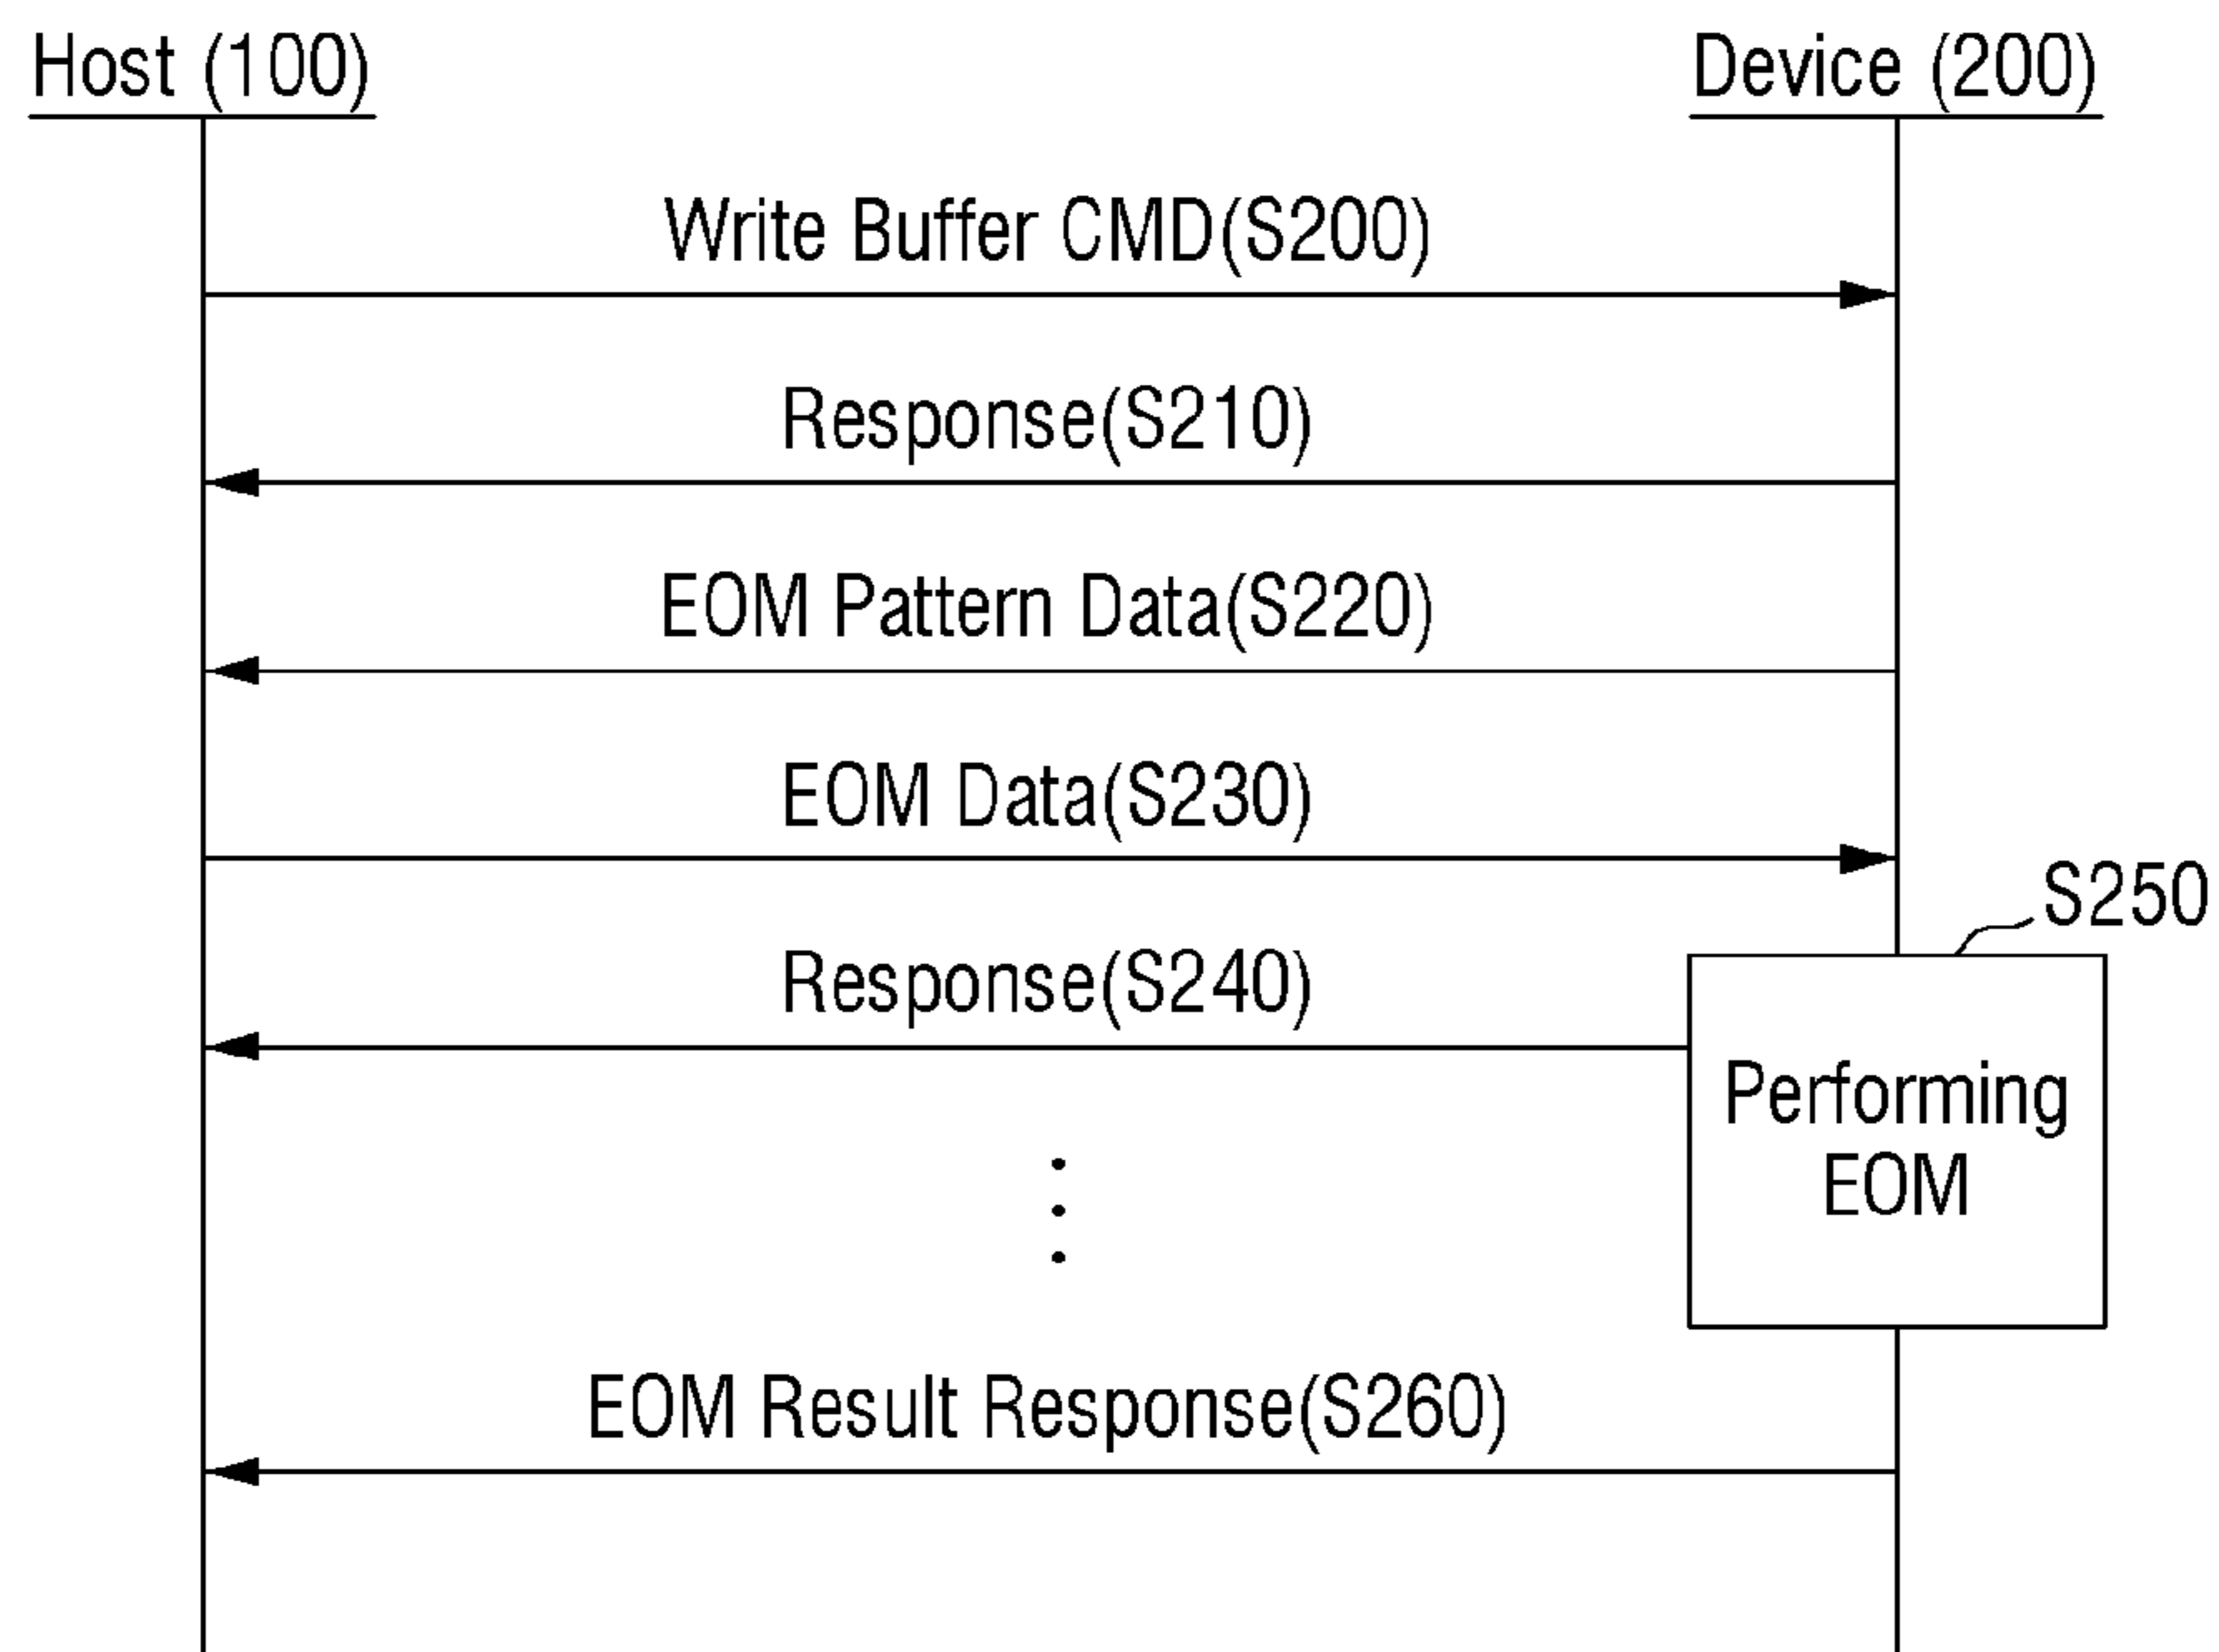 Host (100)
Device (200)
Write Buffer CMD(S200)
Response(S210)
EOM Pattern Data(S220)
EOM Data(S230)
S250
Response(S240)
Performing
EOM
EOM Result Response(S260)